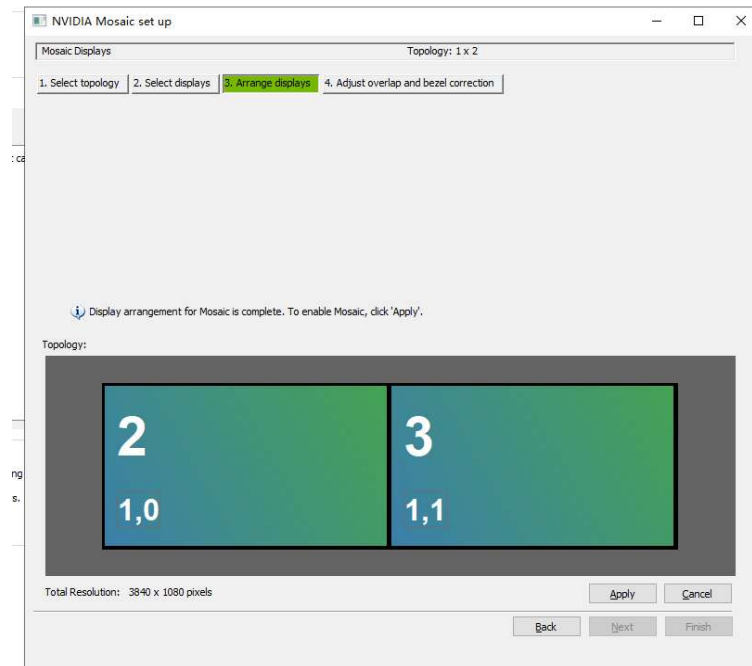 NVIDIA Mosaic set up
Mosaic Displays Topology: 1 x 2
1. Select topology 2. Select displays 3. Arrange displays 4. Adjust overlap and bezel correction
Display arrangement for Mosaic is complete. To enable Mosaic, click 'Apply'.
Topology:
2 3
1,0 1,1
ng
s.
Total Resolution: 3840 x 1080 pixels
Apply Cancel
Back Next Finish